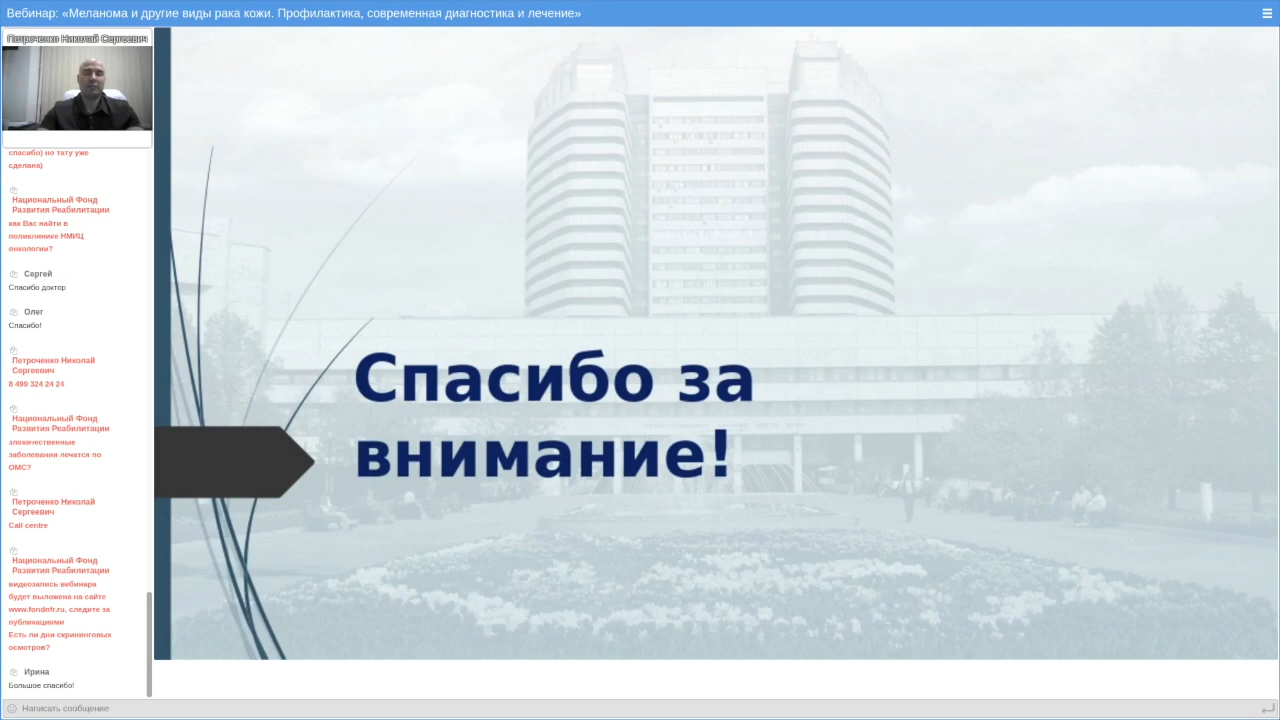 Вебинар: «Меланома и другие виды рака кожи. Профилактика, современная диагностика и лечение»
Петроченко Николай Сергеевич
спасибо) но тату уже
сделана)
Национальный Фонд
Развития Реабилитации
как Вас найти в
поликлинике НМИЦ
онкологии?
Сергей
Спасибо доктор
Олег
Спасибо!
Петроченко Николай
Сергеевич
8 499 324 24 24
Национальный Фонд
Развития Реабилитации
злокачественные
заболевания лечатся по
ОМС?
Петроченко Николай
Сергеевич
Call centre
Национальный Фонд
Развития Реабилитации
видеозапись вебинара
будет выложена на сайте
www.fondnfr.ru, следите за
публикациями
Есть ли дни скрининговых
осмотров?
Ирина
Большое спасибо!
Написать сообщение
Спасибо за
внимание!